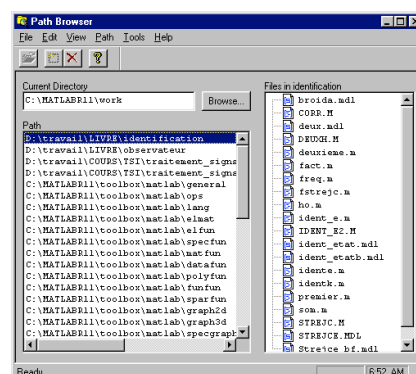 Path Browser
File Edit View Path Tools Help
Current Directory
C:\MATLABR11\work
Browse...
Path
D:\travail\LIVRE\identification
D:\travail\LIVRE\observateur
D:\travail\COURS\TSI\traitement_signa
D:\travail\COURS\TSI\traitement_signa
C:\MATLABR11\toolbox\matlab\general
C:\MATLABR11\toolbox\matlab\ops
C:\MATLABR11\toolbox\matlab\lang
C:\MATLABR11\toolbox\matlab\elmat
C:\MATLABR11\toolbox\matlab\elfun
C:\MATLABR11\toolbox\matlab\specfun
C:\MATLABR11\toolbox\matlab\matfun
C:\MATLABR11\toolbox\matlab\datafun
C:\MATLABR11\toolbox\matlab\polyfun
C:\MATLABR11\toolbox\matlab\funfun
C:\MATLABR11\toolbox\matlab\sparfun
C:\MATLABR11\toolbox\matlab\graph2d
C:\MATLABR11\toolbox\matlab\graph3d
C:\MATLABR11\toolbox\matlab\specgraph
Files in identification
broida.mdl
CORR.M
deux.mdl
DEUXH.M
deuxieme.m
fact.m
freq.m
fstrejc.m
ho.m
ident_e.m
IDENT_E2.M
ident_etat.mdl
ident_etatb.mdl
idente.m
identk.m
premier.m
som.m
STREJC.M
STREJCE.MDL
Strejce_bf.mdl
Ready
6:52 AM